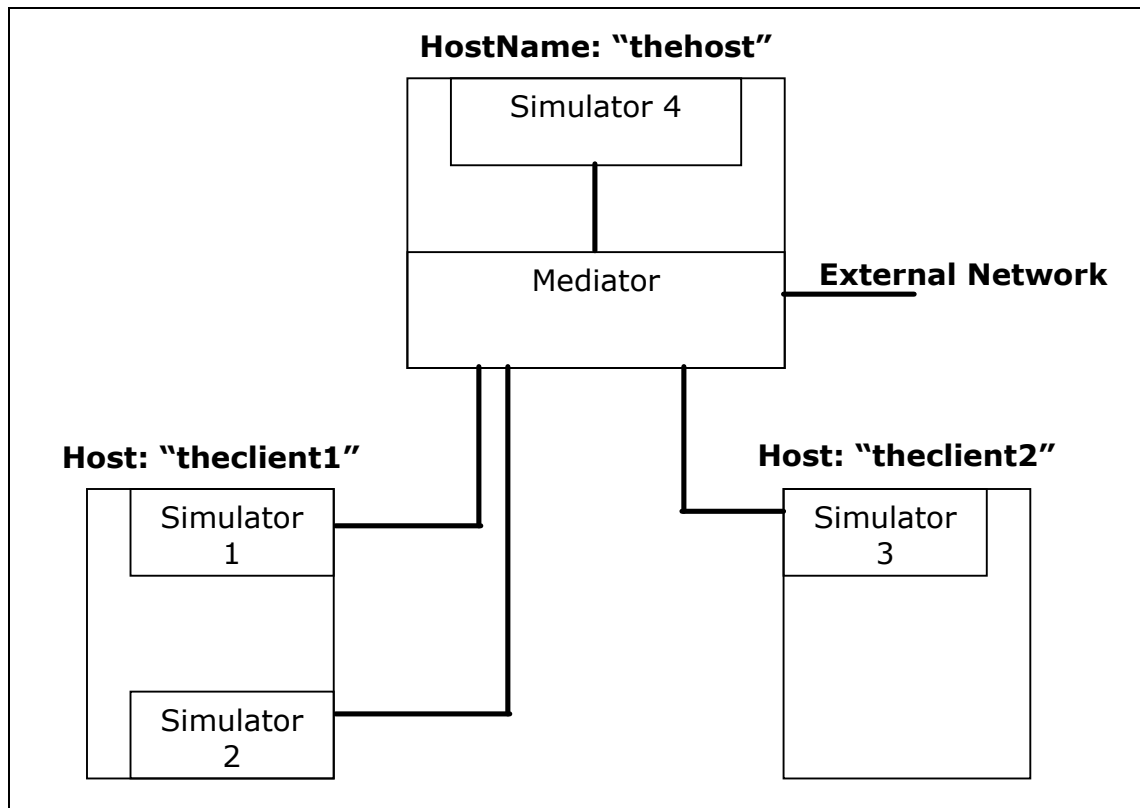 HostName: “thehost”
Simulator 4
Mediator
External Network
Host: “theclient1”
Simulator
1
Simulator
2
Host: “theclient2”
Simulator
3